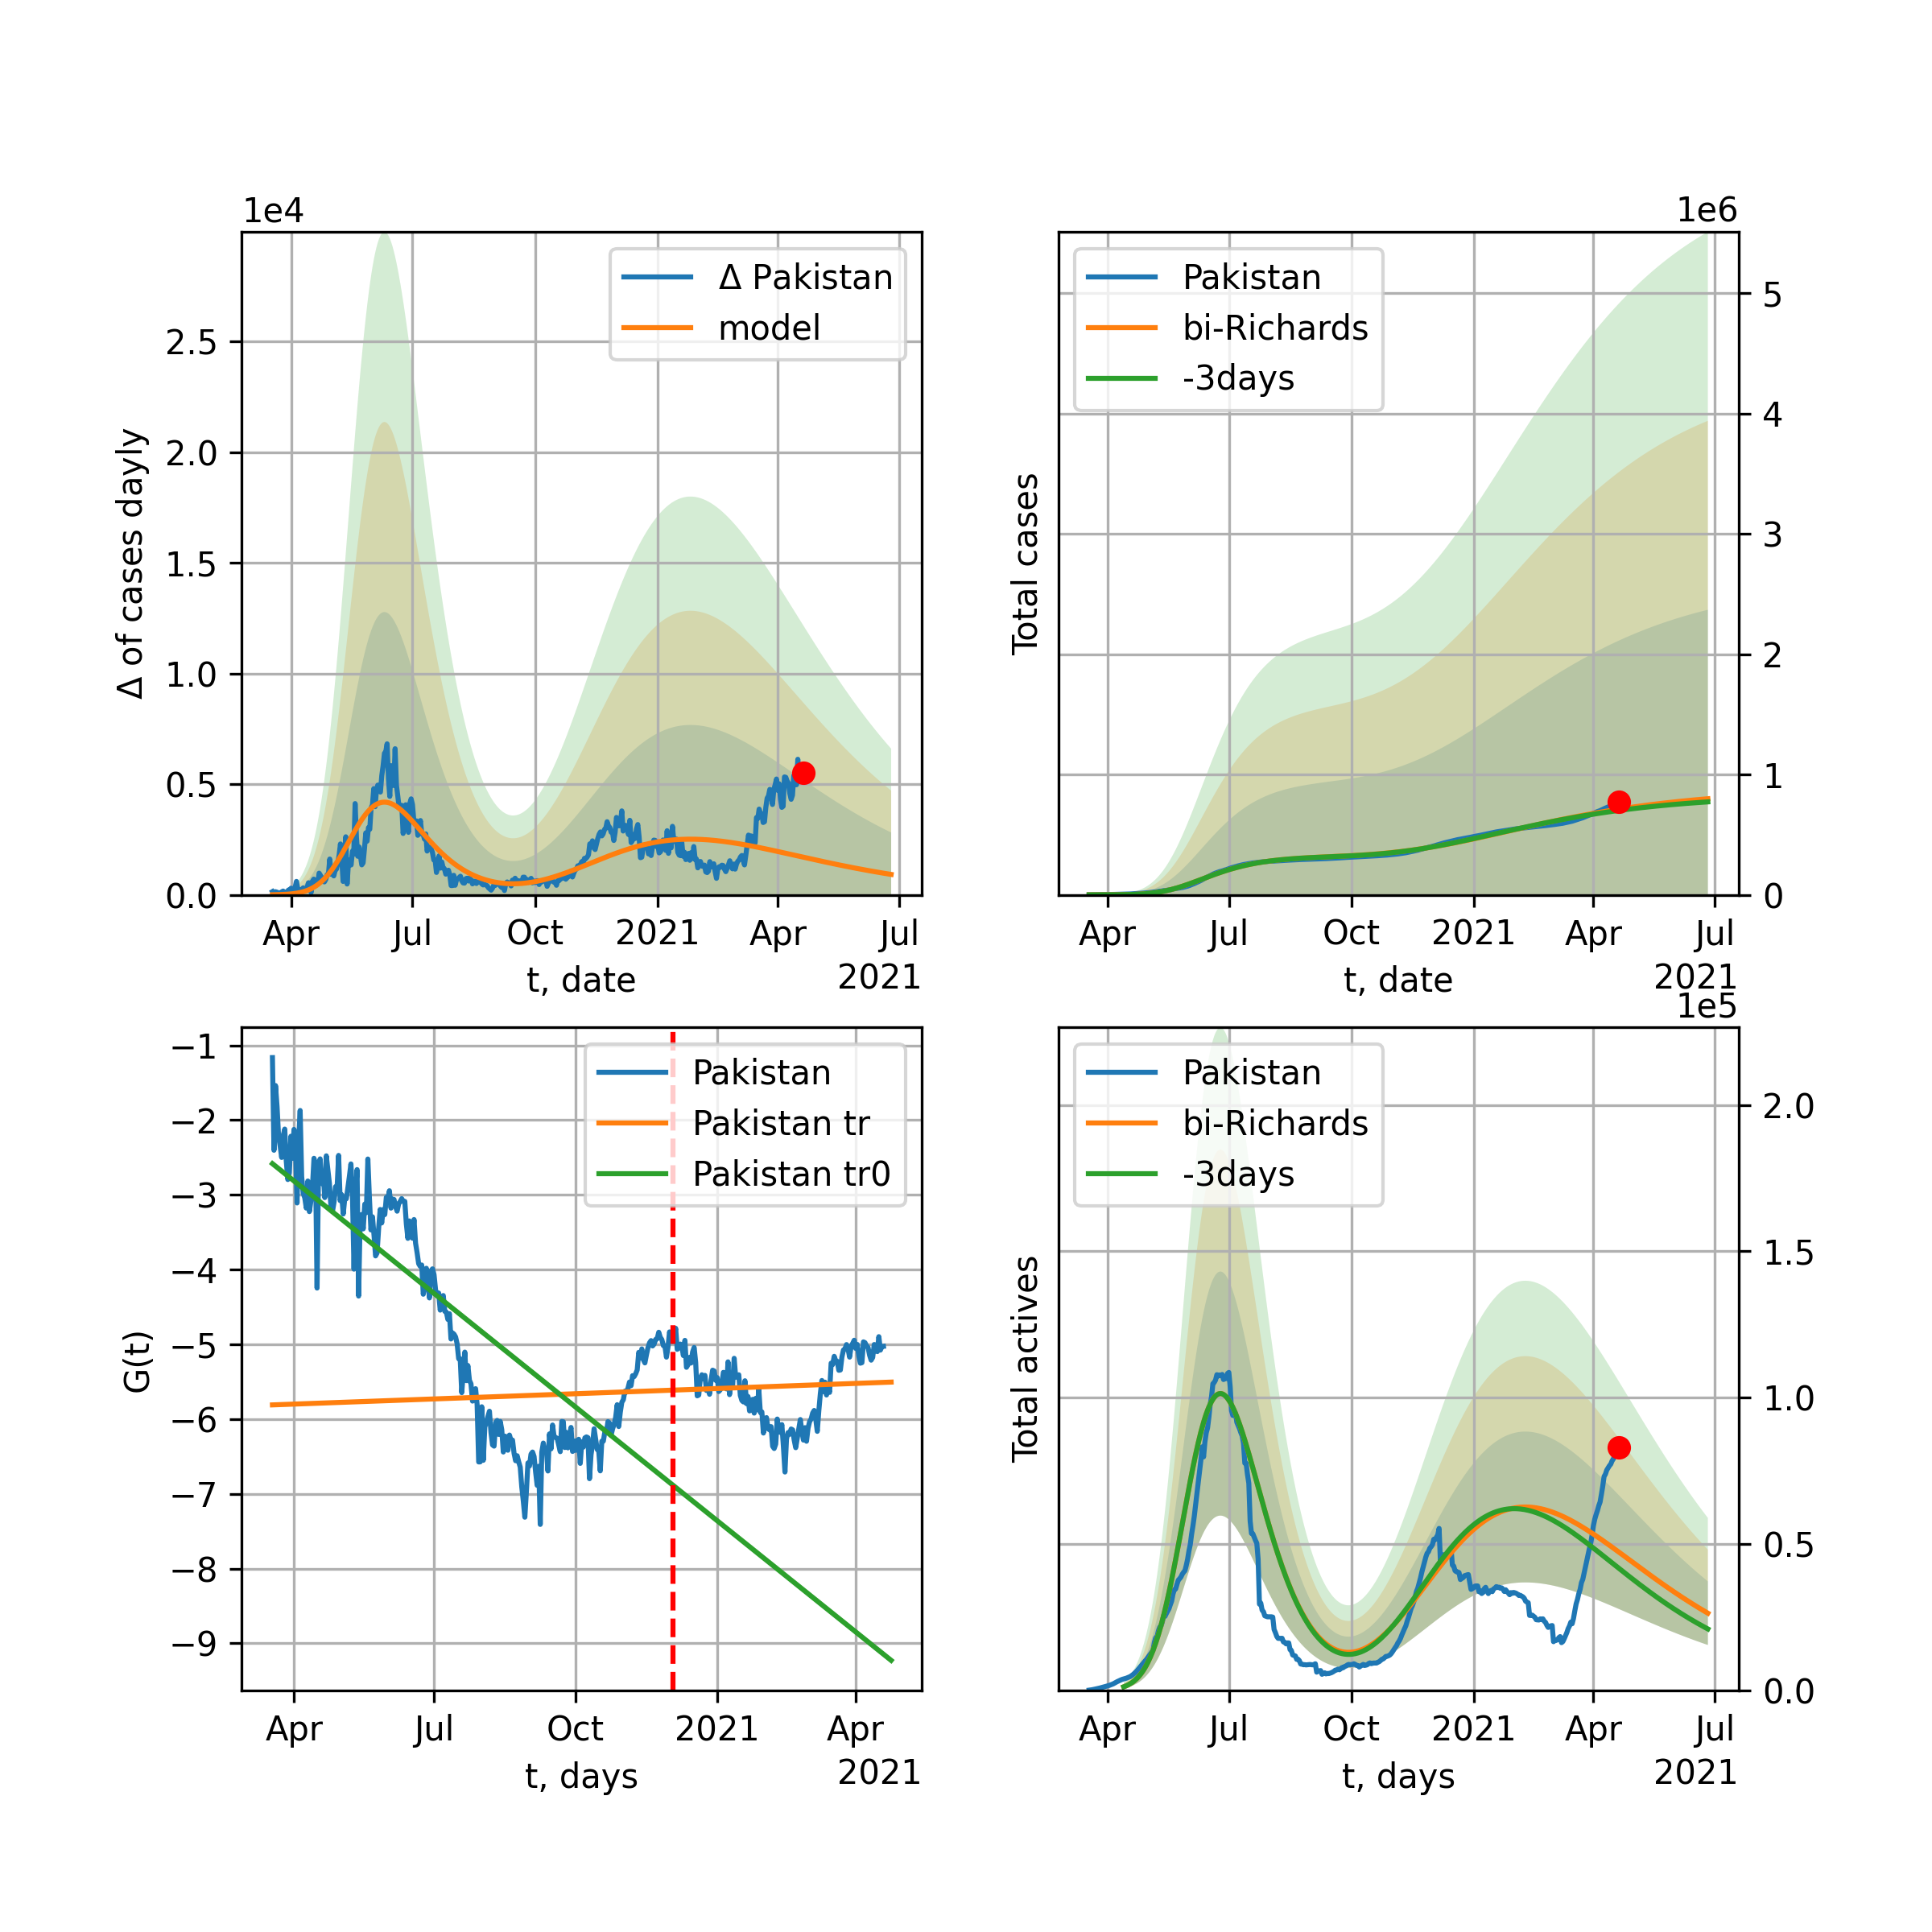 1e4
Δ of cases dayly
2.5
2.0
1.5
1.0
0.5
0.0
Δ Pakistan
model
Apr Jul Oct 2021 Apr Jul
t, date
2021
1e6
Total cases
Pakistan
bi-Richards
-3days
5
4
3
2
1
0
Apr Jul Oct 2021 Apr Jul
t, date
2021
G(t)
−1
−2
−3
−4
−5
−6
−7
−8
−9
Pakistan
Pakistan tr
Pakistan tr0
Apr Jul Oct 2021 Apr
t, days
2021
1e5
Total actives
Pakistan
bi-Richards
-3days
2.0
1.5
1.0
0.5
0.0
Apr Jul Oct 2021 Apr Jul
t, days
2021